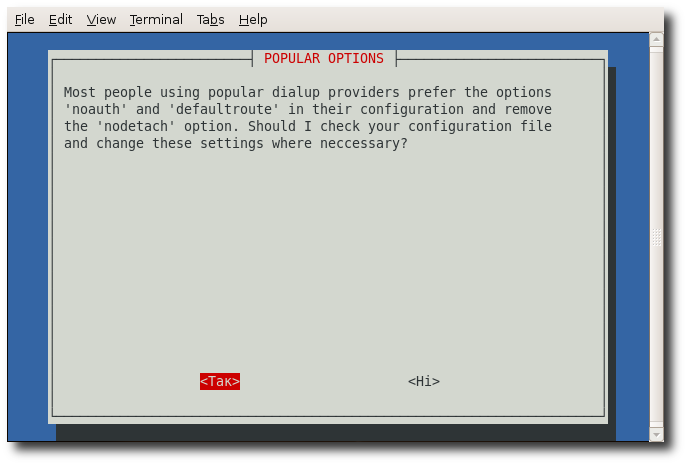 File Edit View Terminal Tabs Help
POPULAR OPTIONS
Most people using popular dialup providers prefer the options
'noauth' and 'defaultroute' in their configuration and remove
the 'nodetach' option. Should I check your configuration file
and change these settings where neccessary?
<Так> <Ні>